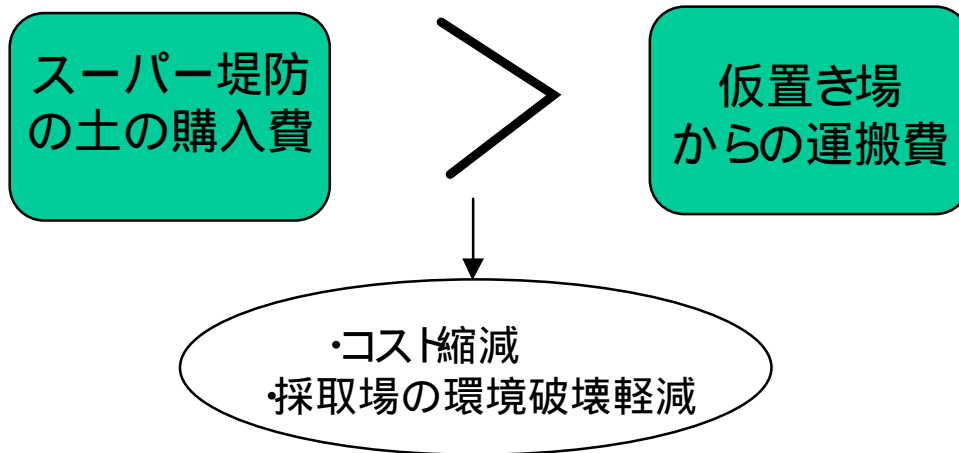 スーパー堤防
の土の購入費
仮置き場
からの運搬費
・コスト縮減
・採取場の環境破壊軽減